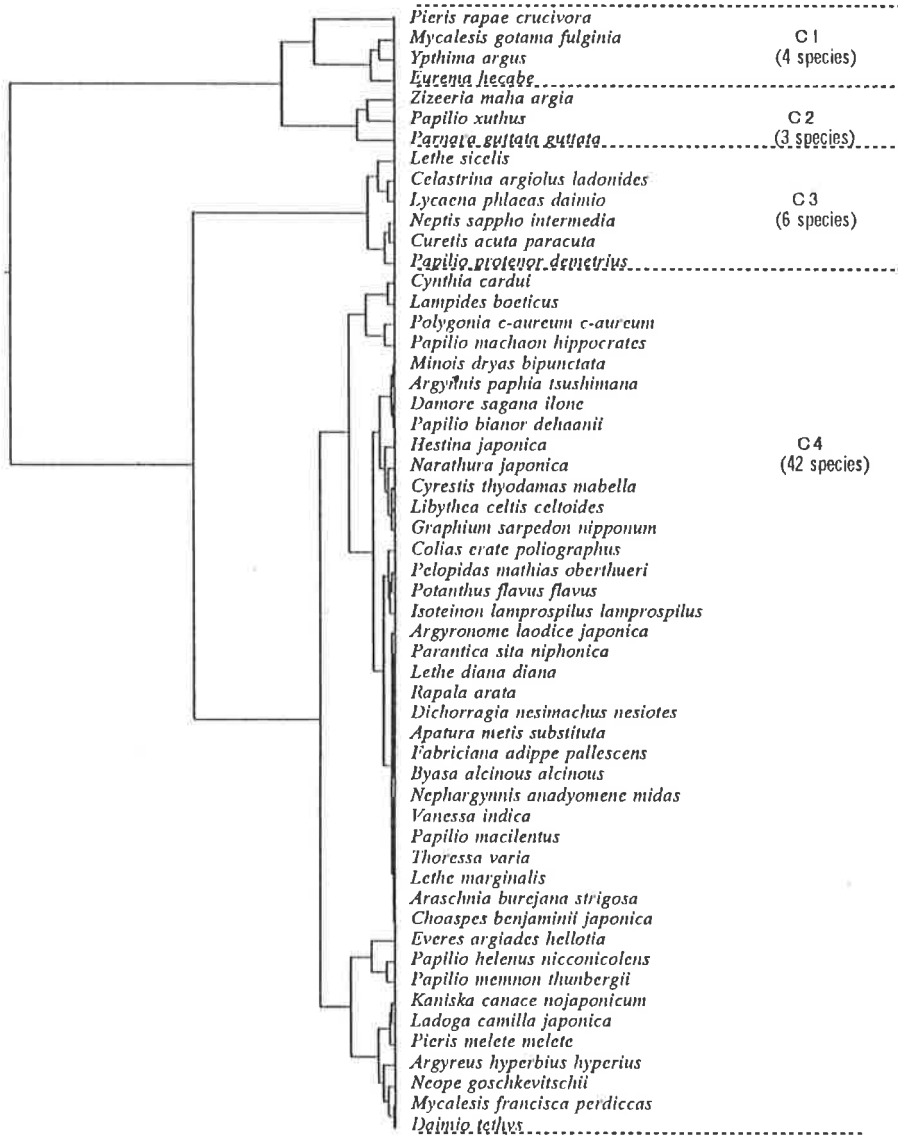 Pieris rapae crucivora
Mycalesis gotama fulginia
C1
Ypthima argus
(4 species)
Eurema hecabe
Zizeeria maha argia
Papilio xuthus
C2
Parnara guttata guttata
(3 species)
Lethe sicelis
Celastrina argiolus ladonides
Lycaena phlaeas daimio
C3
Neptis sappho intermedia
(6 species)
Curetis acuta paracuta
Papilio protenor demetrius
Cynthia cardui
Lampides boeticus
Polygonia c-aureum c-aureum
Papilio machaon hippocrates
Minois dryas bipunctata
Argynnis paphia tsushimana
Damore sagana ilone
Papilio bianor dehaanii
Hestina japonica
C4
Narathura japonica
(42 species)
Cyrestis thyodamas mabella
Libythea celtis celtoides
Graphium sarpedon nipponum
Colias erate poliographus
Pelopidas mathias oberthueri
Potanthus flavus flavus
Isoteinon lamprospilus lamprospilus
Argyronome laodice japonica
Parantica sita niphonica
Lethe diana diana
Rapala arata
Dichorragia nesimachus nesiotes
Apatura metis substituta
Fabriciana adippe pallescens
Byasa alcinous alcinous
Nephargynnis anadyomene midas
Vanessa indica
Papilio macilentus
Thoressa varia
Lethe marginalis
Araschnia burejana strigosa
Choaspes benjaminii japonica
Everes argiades hellotia
Papilio helenus nicconicolens
Papilio memnon thunbergii
Kaniska canace nojaponicum
Ladoga camilla japonica
Pieris melete melete
Argyreus hyperbius hyperius
Neope goschkevitschii
Mycalesis francisca perdiccas
Daimio tethys